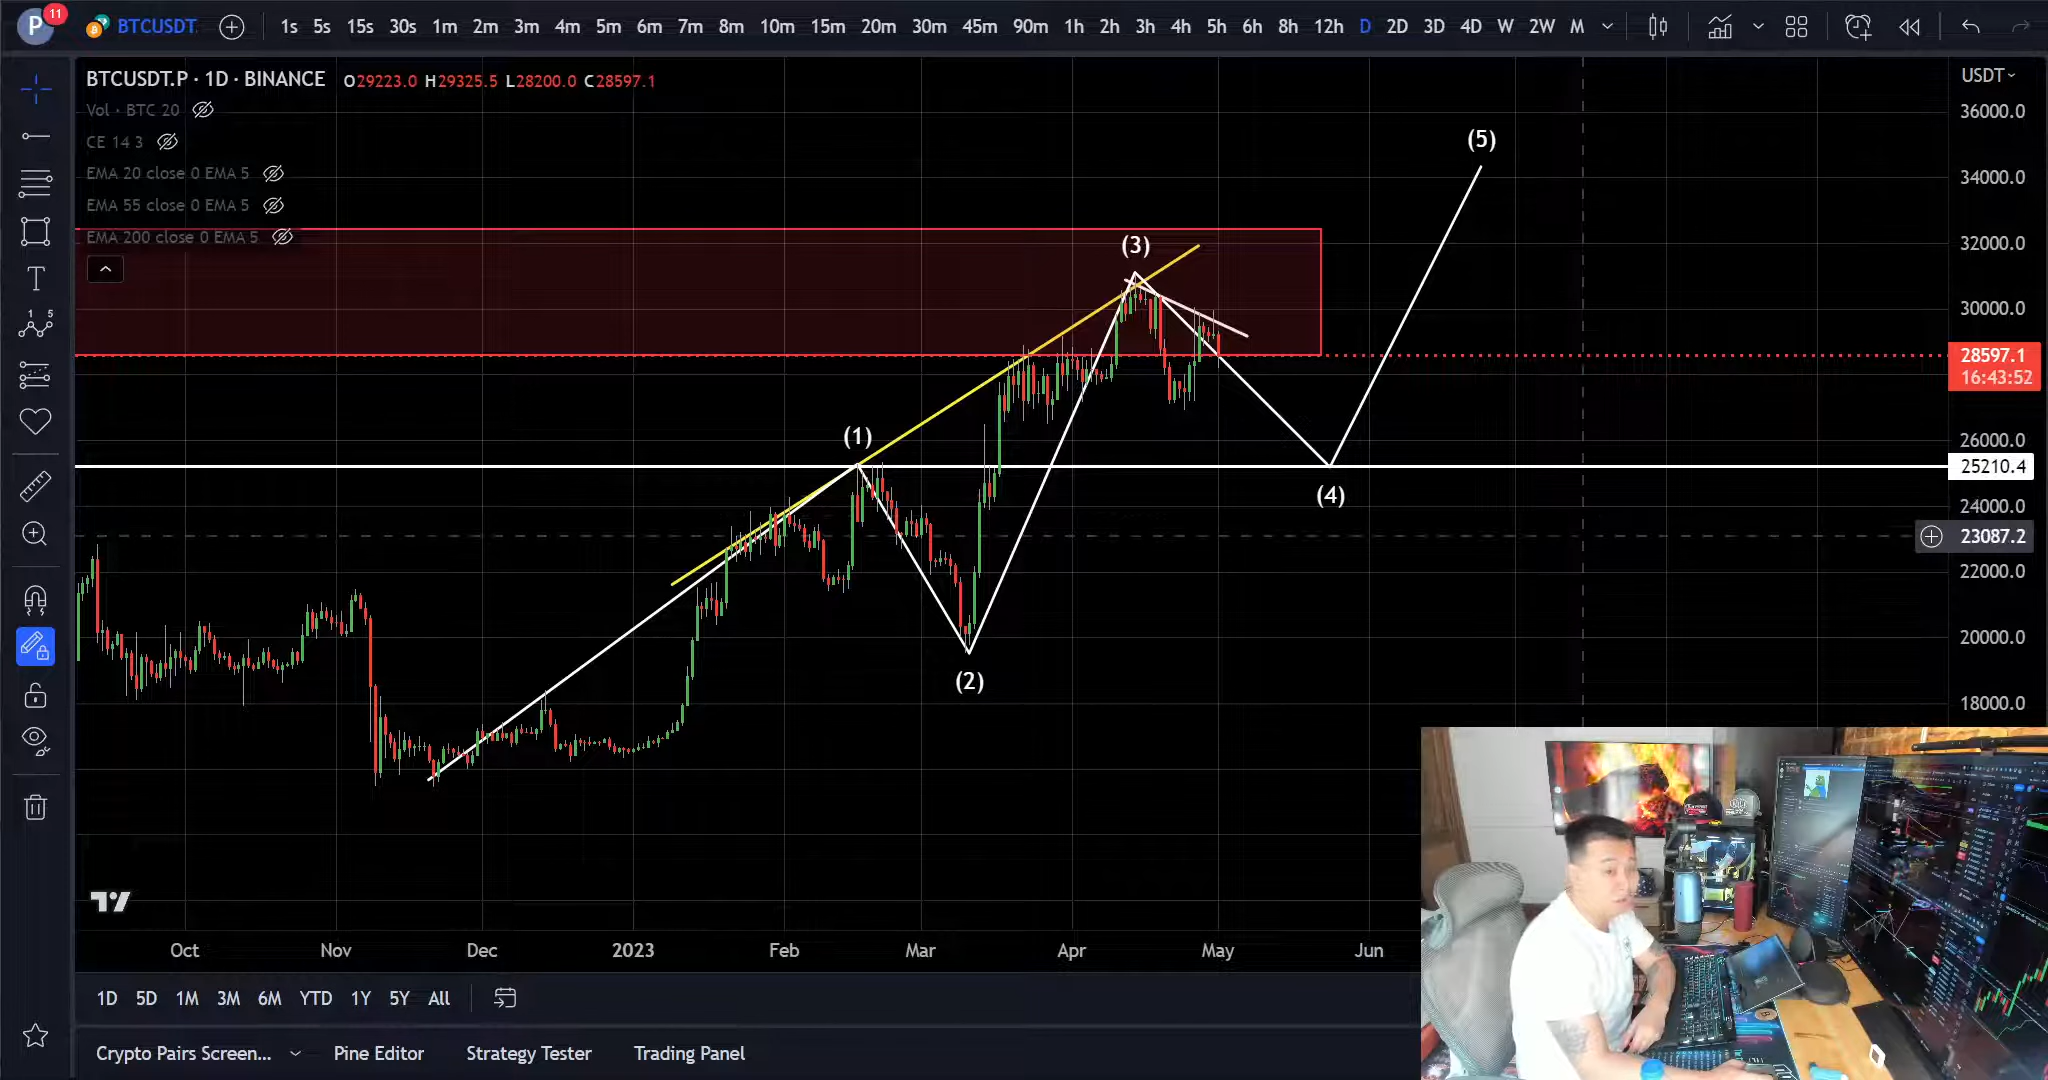 P 11 BTCUSDT 1s 5s 15s 30s 1m 2m 3m 4m 5m 6m 7m 8m 10m 15m 20m 30m 45m 90m 1h 2h 3h 4h 5h 6h 8h 12h D 2D 3D 4D W 2W M
BTCUSDT.P · 1D · BINANCE O29223.0 H29325.5 L28200.0 C28597.1 USDT
Vol · BTC 20
CE 14 3
EMA 20 close 0 EMA 5
EMA 55 close 0 EMA 5
EMA 200 close 0 EMA 5
36000.0
34000.0
32000.0
30000.0
28597.1
16:43:52
26000.0
25210.4
24000.0
23087.2
22000.0
20000.0
18000.0
(5)
(3)
(1)
(4)
(2)
1 5
T
TV
Oct Nov Dec 2023 Feb Mar Apr May Jun
1D 5D 1M 3M 6M YTD 1Y 5Y All
Crypto Pairs Screen... Pine Editor Strategy Tester Trading Panel